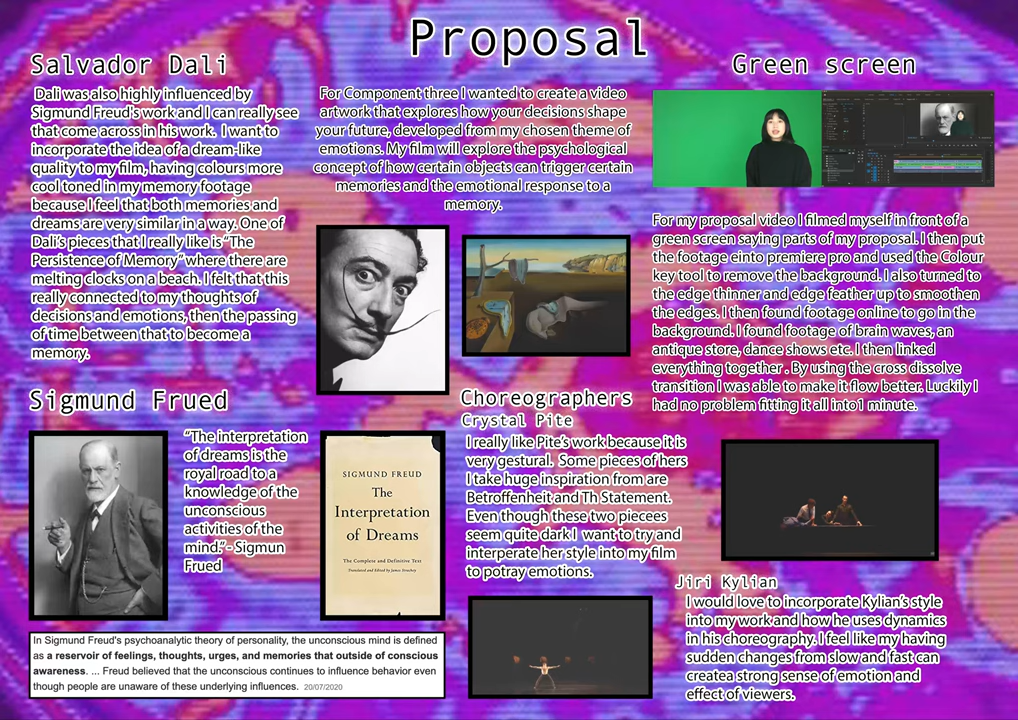 Proposal
Salvador Dali
Dali was also highly influenced by
Sigmund Freud's work and I can really see
that come across in his work.  I want to
incorporate the idea of a dream-like
quality to my film, having colours more
cool toned in my memory footage
because I feel that both memories and
dreams are very similar in a way. One of
Dali's pieces that I really like is "The
Persistence of Memory" where there are
melting clocks on a beach. I felt that this
really connected to my thoughts of
decisions and emotions, then the passing
of time between that to become a
memory.
For Component three I wanted to create a video
artwork that explores how your decisions shape
your future, developed from my chosen theme of
emotions. My film will explore the psychological
concept of how certain objects can trigger certain
memories and the emotional response to a
memory.
Green screen
For my proposal video I filmed myself in front of a
green screen saying parts of my proposal. I then put
the footage einto premiere pro and used the Colour
key tool to remove the background. I also turned to
the edge thinner and edge feather up to smoothen
the edges. I then found footage online to go in the
background. I found footage of brain waves, an
antique store, dance shows etc. I then linked
everything together . By using the cross dissolve
transition I was able to make it flow better. Luckily I
had no problem fitting it all into1 minute.
Sigmund Frued
"The interpretation
of dreams is the
royal road to a
knowledge of the
unconscious
activities of the
mind."- Sigmun
Frued
SIGMUND FREUD
The
Interpretation
of Dreams
The Complete and Definitive Text
Translated and Edited by James Strachey
In Sigmund Freud's psychoanalytic theory of personality, the unconscious mind is defined
as a reservoir of feelings, thoughts, urges, and memories that outside of conscious
awareness. ... Freud believed that the unconscious continues to influence behavior even
though people are unaware of these underlying influences. 20/07/2020
Choreographers
Crystal Pite
I really like Pite's work because it is
very gestural.  Some pieces of hers
I take huge inspiration from are
Betroffenheit and Th Statement.
Even though these two piecees
seem quite dark I  want to try and
interperate her style into my film
to potray emotions.
Jiri Kylian
I would love to incorporate Kylian's style
into my work and how he uses dynamics
in his choreography. I feel like my having
sudden changes from slow and fast can
createa strong sense of emotion and
effect of viewers.